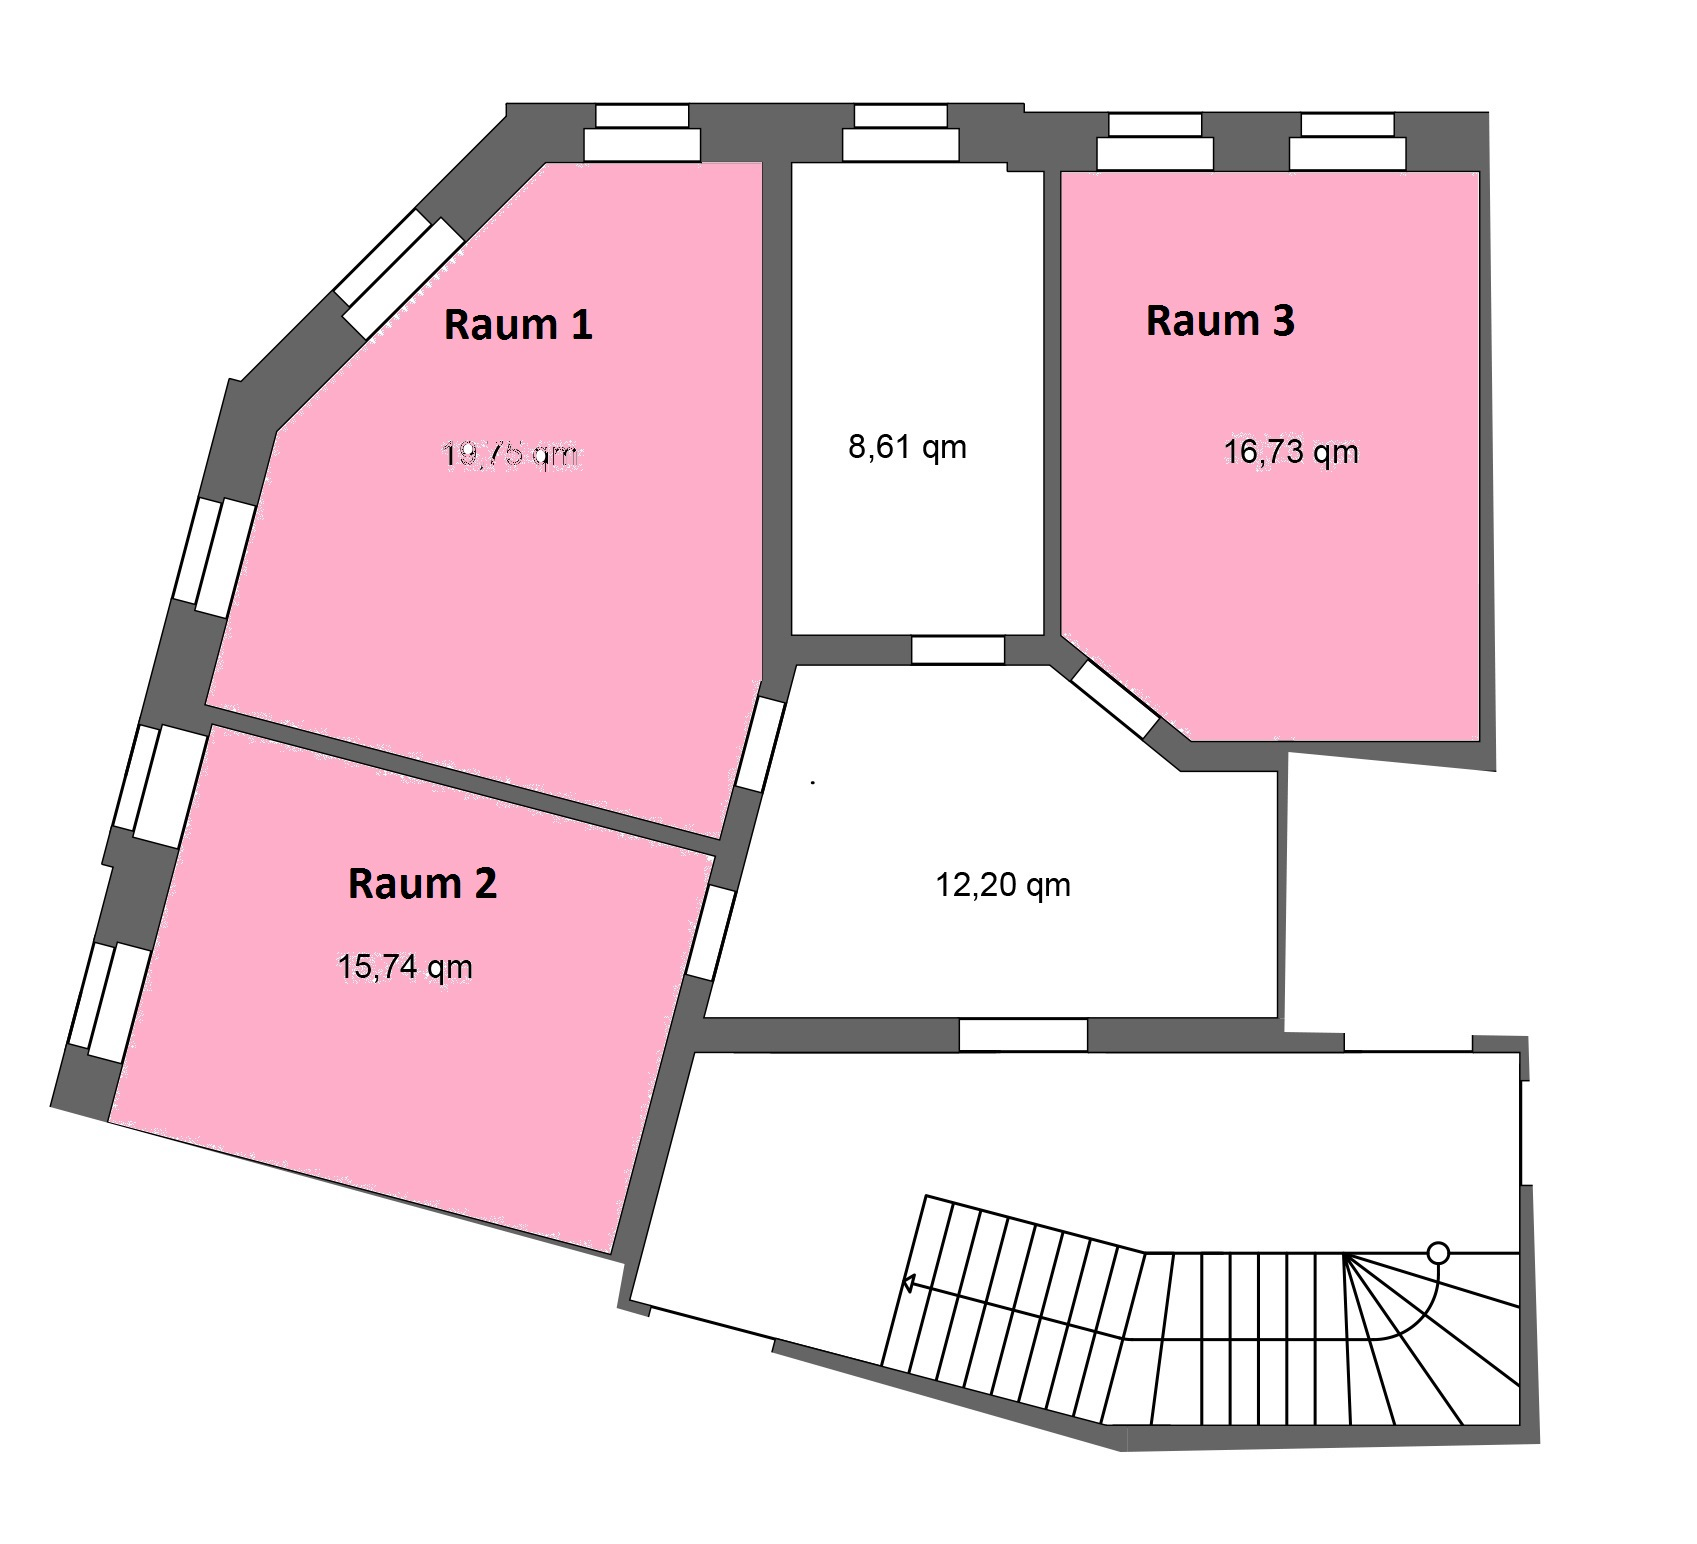 Raum 1
19,75 qm
8,61 qm
Raum 3
16,73 qm
Raum 2
15,74 qm
12,20 qm